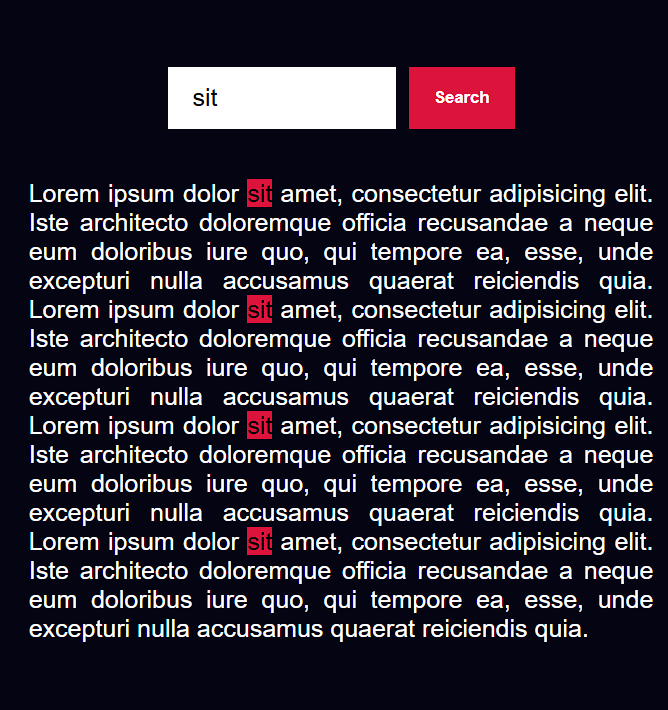 sit
Search
Lorem ipsum dolor sit amet, consectetur adipisicing elit.
Iste architecto doloremque officia recusandae a neque
eum doloribus iure quo, qui tempore ea, esse, unde
excepturi nulla accusamus quaerat reiciendis quia.
Lorem ipsum dolor sit amet, consectetur adipisicing elit.
Iste architecto doloremque officia recusandae a neque
eum doloribus iure quo, qui tempore ea, esse, unde
excepturi nulla accusamus quaerat reiciendis quia.
Lorem ipsum dolor sit amet, consectetur adipisicing elit.
Iste architecto doloremque officia recusandae a neque
eum doloribus iure quo, qui tempore ea, esse, unde
excepturi nulla accusamus quaerat reiciendis quia.
Lorem ipsum dolor sit amet, consectetur adipisicing elit.
Iste architecto doloremque officia recusandae a neque
eum doloribus iure quo, qui tempore ea, esse, unde
excepturi nulla accusamus quaerat reiciendis quia.